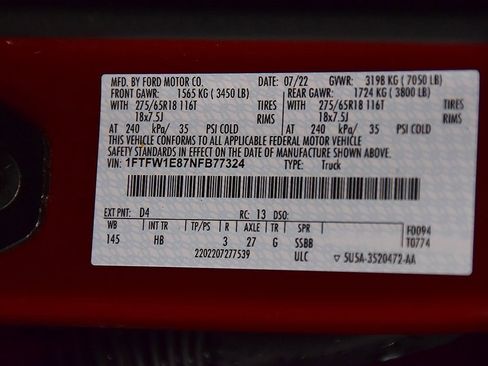 MFD. BY FORD MOTOR CO. DATE: 07/22 GVWR: 3198 KG ( 7050 LB)
FRONT GAWR: 1565 KG ( 3450 LB) REAR GAWR: 1724 KG ( 3800 LB)
WITH 275/65R18 116T TIRES WITH 275/65R18 116T TIRES
18x7.5J RIMS 18x7.5J RIMS
AT 240 kPa/ 35 PSI COLD AT 240 kPa/ 35 PSI COLD
THIS VEHICLE CONFORMS TO ALL APPLICABLE FEDERAL MOTOR VEHICLE
SAFETY STANDARDS IN EFFECT ON THE DATE OF MANUFACTURE SHOWN ABOVE.
VIN: 1FTFW1E87NFB77324 TYPE: Truck
EXT PNT: D4 RC: 13 DSO:
WB INT TR TP/PS R AXLE TR SPR F0094
145 HB 3 27 G SSBB T0774
2202207277539 ULC ▽ 5U5A-3520472-AA